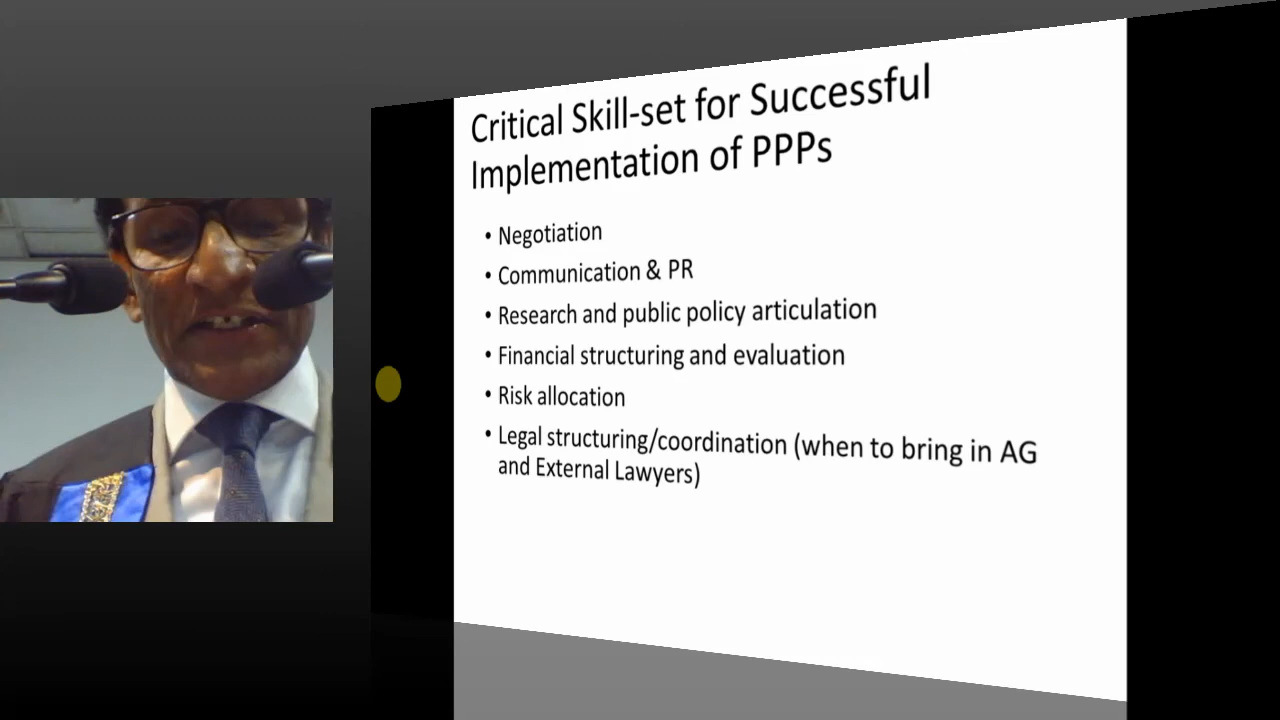 Critical Skill-set for Successful
Implementation of PPPs
• Negotiation
• Communication & PR
• Research and public policy articulation
• Financial structuring and evaluation
• Risk allocation
• Legal structuring/coordination (when to bring in AG
and External Lawyers)